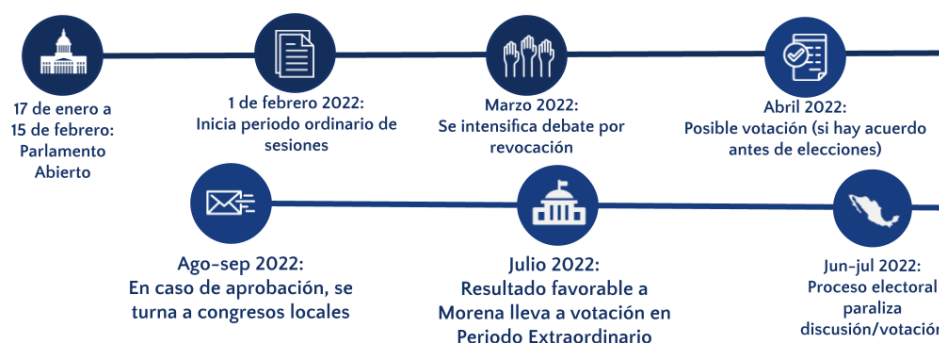 17 de enero a
15 de febrero:
Parlamento
Abierto
1 de febrero 2022:
Inicia periodo ordinario de
sesiones
Marzo 2022:
Se intensifica debate por
revocación
Abril 2022:
Posible votación (si hay acuerdo
antes de elecciones)
Ago-sep 2022:
En caso de aprobación, se
turna a congresos locales
Julio 2022:
Resultado favorable a
Morena lleva a votación en
Periodo Extraordinario
Jun-jul 2022:
Proceso electoral
paraliza
discusión/votación